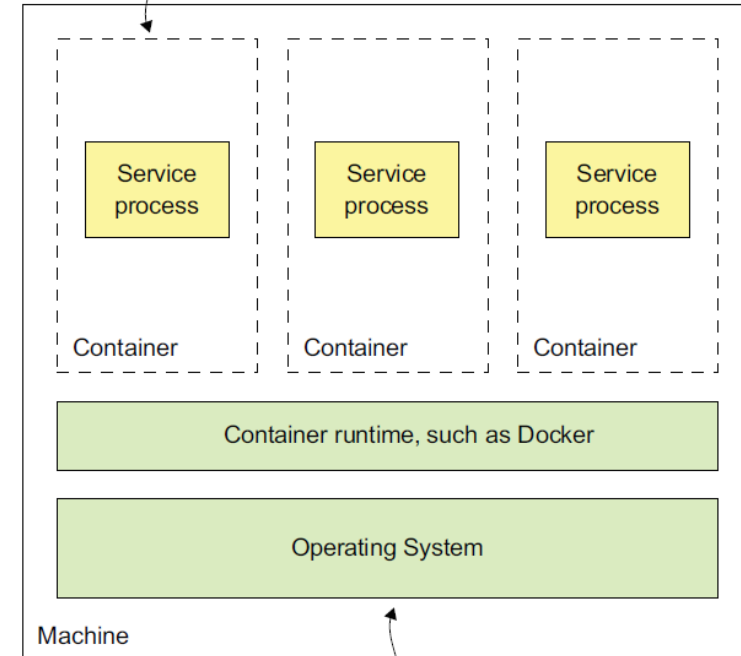 Service
process
Service
process
Service
process
Container
Container
Container
Container runtime, such as Docker
Operating System
Machine